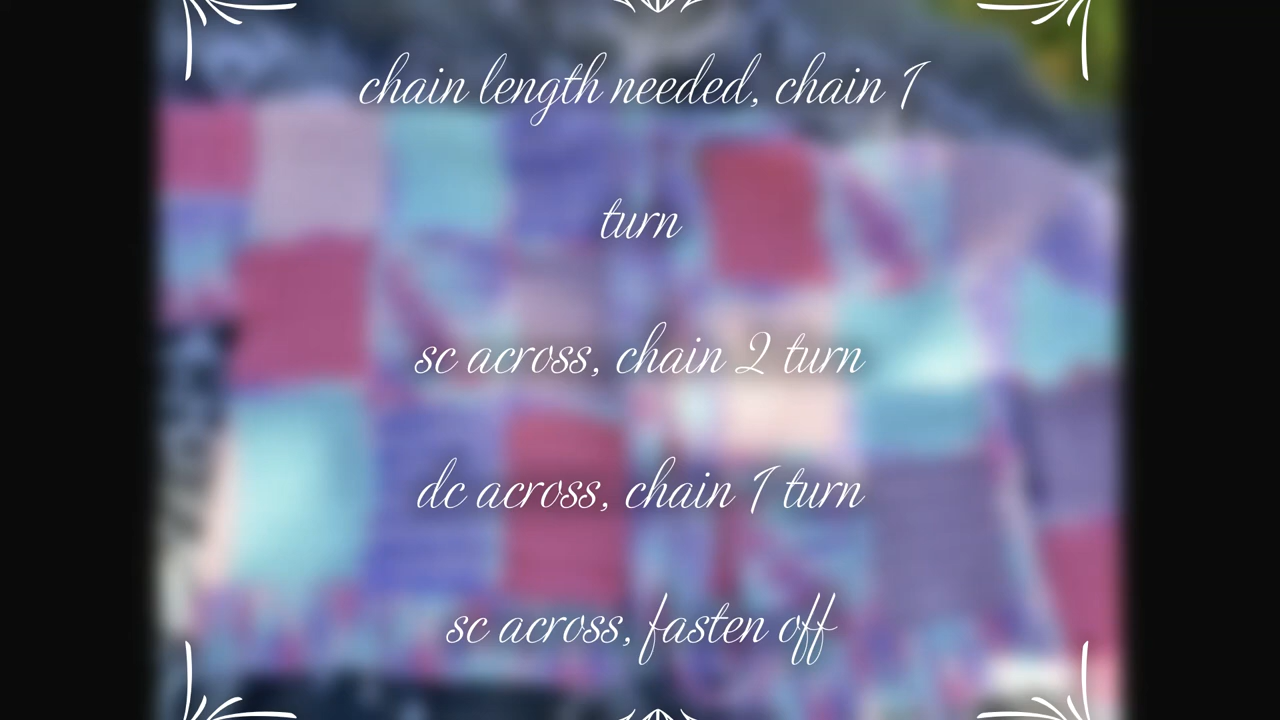 chain length needed, chain 1
turn
sc across, chain 2 turn
dc across, chain 1 turn
sc across, fasten off